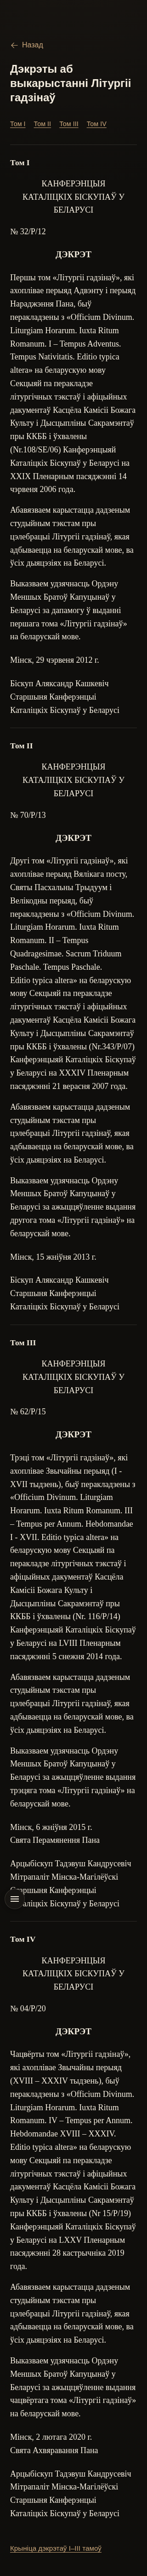 ← Назад
Дэкрэты аб
выкарыстанні Літургіі
гадзінаў
Том I Том II Том III Том IV
Том I
КАНФЕРЭНЦЫЯ
КАТАЛІЦКІХ БІСКУПАЎ У
БЕЛАРУСІ
№ 32/P/12
ДЭКРЭТ
Першы том «Літургіі гадзінаў», які
ахоплівае перыяд Адвэнту і перыяд
Нараджэння Пана, быў
перакладзены з «Officium Divinum.
Liturgiam Horarum. Iuxta Ritum
Romanum. I – Tempus Adventus.
Tempus Nativitatis. Editio typica
altera» на беларускую мову
Секцыяй па перакладзе
літургічных тэкстаў і афіцыйных
дакументаў Касцёла Камісіі Божага
Культу і Дысцыпліны Сакрамэнтаў
пры ККББ і ўхвалены
(Nr.108/SE/06) Канферэнцыяй
Каталіцкіх Біскупаў у Беларусі на
XXIX Пленарным пасяджэнні 14
чэрвеня 2006 года.
Абавязваем карыстацца дадзеным
студыйным тэкстам пры
цэлебрацыі Літургіі гадзінаў, якая
адбываецца на беларускай мове, ва
ўсіх дыяцэзіях на Беларусі.
Выказваем удзячнасць Ордэну
Меншых Братоў Капуцынаў у
Беларусі за дапамогу ў выданні
першага тома «Літургіі гадзінаў»
на беларускай мове.
Мінск, 29 чэрвеня 2012 г.
Біскуп Аляксандр Кашкевіч
Старшыня Канферэнцыі
Каталіцкіх Біскупаў у Беларусі
Том II
КАНФЕРЭНЦЫЯ
КАТАЛІЦКІХ БІСКУПАЎ У
БЕЛАРУСІ
№ 70/P/13
ДЭКРЭТ
Другі том «Літургіі гадзінаў», які
ахоплівае перыяд Вялікага посту,
Святы Пасхальны Трыдуум і
Велікодны перыяд, быў
перакладзены з «Officium Divinum.
Liturgiam Horarum. Iuxta Ritum
Romanum. II – Tempus
Quadragesimae. Sacrum Triduum
Paschale. Tempus Paschale.
Editio typica altera» на беларускую
мову Секцыяй па перакладзе
літургічных тэкстаў і афіцыйных
дакументаў Касцёла Камісіі Божага
Культу і Дысцыпліны Сакрамэнтаў
пры ККББ і ўхвалены (Nr.343/P/07)
Канферэнцыяй Каталіцкіх Біскупаў
у Беларусі на XXXIV Пленарным
пасяджэнні 21 верасня 2007 года.
Абавязваем карыстацца дадзеным
студыйным тэкстам пры
цэлебрацыі Літургіі гадзінаў, якая
адбываецца на беларускай мове, ва
ўсіх дыяцэзіях на Беларусі.
Выказваем удзячнасць Ордэну
Меншых Братоў Капуцынаў у
Беларусі за ажыццяўленне выдання
другога тома «Літургіі гадзінаў» на
беларускай мове.
Мінск, 15 жніўня 2013 г.
Біскуп Аляксандр Кашкевіч
Старшыня Канферэнцыі
Каталіцкіх Біскупаў у Беларусі
Том III
КАНФЕРЭНЦЫЯ
КАТАЛІЦКІХ БІСКУПАЎ У
БЕЛАРУСІ
№ 62/P/15
ДЭКРЭТ
Трэці том «Літургіі гадзінаў», які
ахоплівае Звычайны перыяд (I -
XVII тыдзень), быў перакладзены з
«Officium Divinum. Liturgiam
Horarum. Iuxta Ritum Romanum. III
– Tempus per Annum. Hebdomandae
I - XVII. Editio typica altera» на
беларускую мову Секцыяй па
перакладзе літургічных тэкстаў і
афіцыйных дакументаў Касцёла
Камісіі Божага Культу і
Дысцыпліны Сакрамэнтаў пры
ККББ і ўхвалены (Nr. 116/P/14)
Канферэнцыяй Каталіцкіх Біскупаў
у Беларусі на LVIII Пленарным
пасяджэнні 5 снежня 2014 года.
Абавязваем карыстацца дадзеным
студыйным тэкстам пры
цэлебрацыі Літургіі гадзінаў, якая
адбываецца на беларускай мове, ва
ўсіх дыяцэзіях на Беларусі.
Выказваем удзячнасць Ордэну
Меншых Братоў Капуцынаў у
Беларусі за ажыццяўленне выдання
трэцяга тома «Літургіі гадзінаў» на
беларускай мове.
Мінск, 6 жніўня 2015 г.
Свята Перамянення Пана
Арцыбіскуп Тадэвуш Кандрусевіч
Мітрапаліт Мінска-Магілёўскі
Канферэнцыі
Біскупаў у Беларусі
Том IV
КАНФЕРЭНЦЫЯ
КАТАЛІЦКІХ БІСКУПАЎ У
БЕЛАРУСІ
№ 04/P/20
ДЭКРЭТ
Чацвёрты том «Літургіі гадзінаў»,
які ахоплівае Звычайны перыяд
(XVIII – XXXIV тыдзень), быў
перакладзены з «Officium Divinum.
Liturgiam Horarum. Iuxta Ritum
Romanum. IV – Tempus per Annum.
Hebdomandae XVIII – XXXIV.
Editio typica altera» на беларускую
мову Секцыяй па перакладзе
літургічных тэкстаў і афіцыйных
дакументаў Касцёла Камісіі Божага
Культу і Дысцыпліны Сакрамэнтаў
пры ККББ і ўхвалены (Nr 15/P/19)
Канферэнцыяй Каталіцкіх Біскупаў
у Беларусі на LXXV Пленарным
пасяджэнні 28 кастрычніка 2019
года.
Абавязваем карыстацца дадзеным
студыйным тэкстам пры
цэлебрацыі Літургіі гадзінаў, якая
адбываецца на беларускай мове, ва
ўсіх дыяцэзіях на Беларусі.
Выказваем удзячнасць Ордэну
Меншых Братоў Капуцынаў у
Беларусі за ажыццяўленне выдання
чацвёртага тома «Літургіі гадзінаў»
на беларускай мове.
Мінск, 2 лютага 2020 г.
Свята Ахвяравання Пана
Арцыбіскуп Тадэвуш Кандрусевіч
Мітрапаліт Мінска-Магілёўскі
Старшыня Канферэнцыі
Каталіцкіх Біскупаў у Беларусі
Крыніца дэкрэтаў I–III тамоў